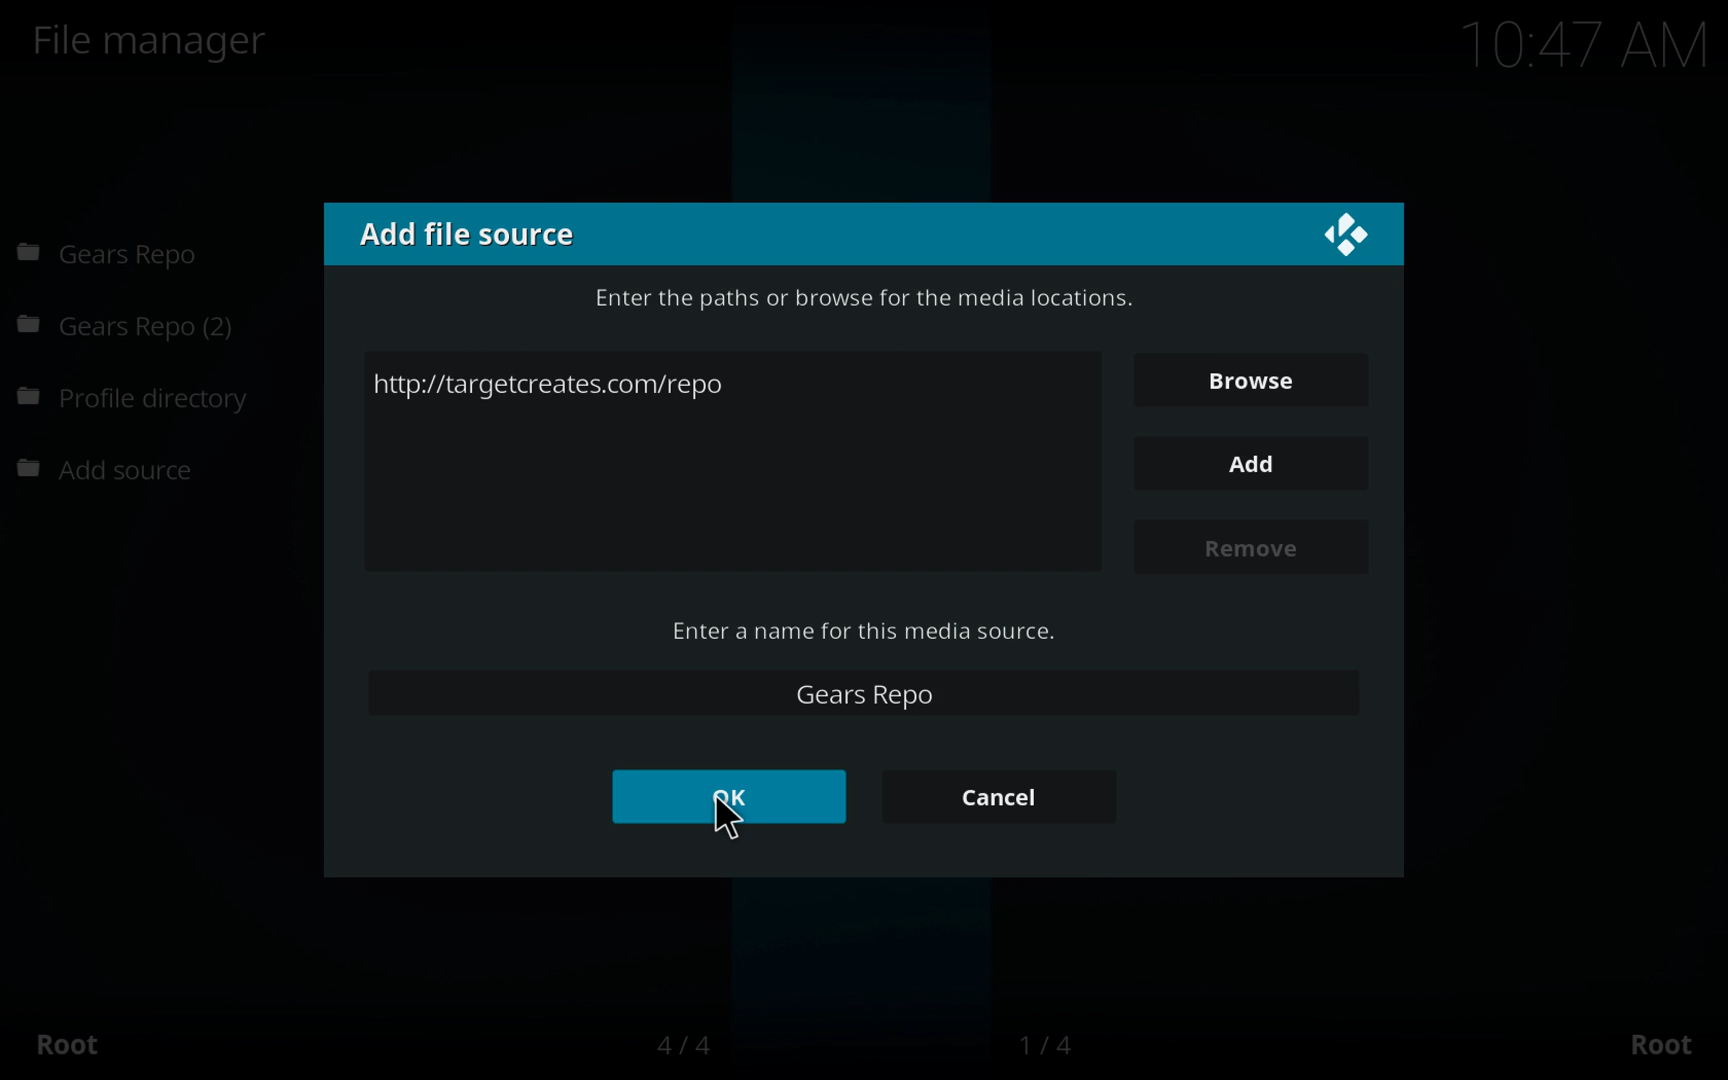 File manager
10:47 AM
Add file source
Enter the paths or browse for the media locations.
Gears Repo
Gears Repo (2)
Profile directory
Add source
http://targetcreates.com/repo
Browse
Add
Remove
Enter a name for this media source.
Gears Repo
OK
Cancel
Root
4 / 4
1 / 4
Root